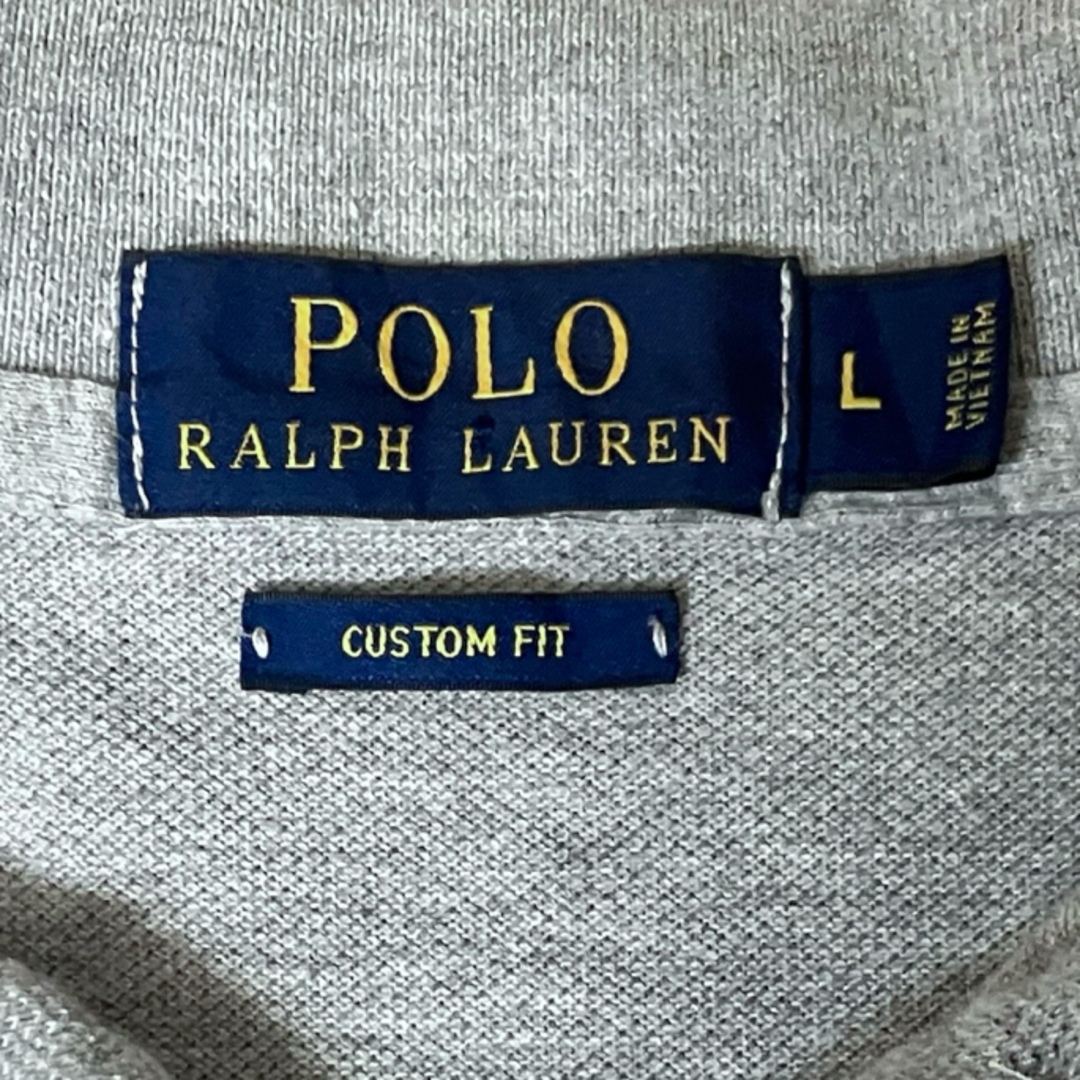 POLO
RALPH LAUREN
L
MADE IN
VIETNAM
CUSTOM FIT